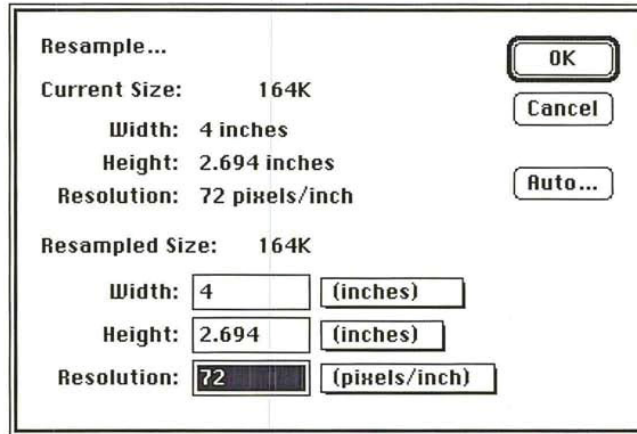 Resample...
OK
Current Size: 164K
Cancel
Width: 4 inches
Height: 2.694 inches
Auto...
Resolution: 72 pixels/inch
Resampled Size: 164K
Width: 4 (inches)
Height: 2.694 (inches)
Resolution: 72 (pixels/inch)